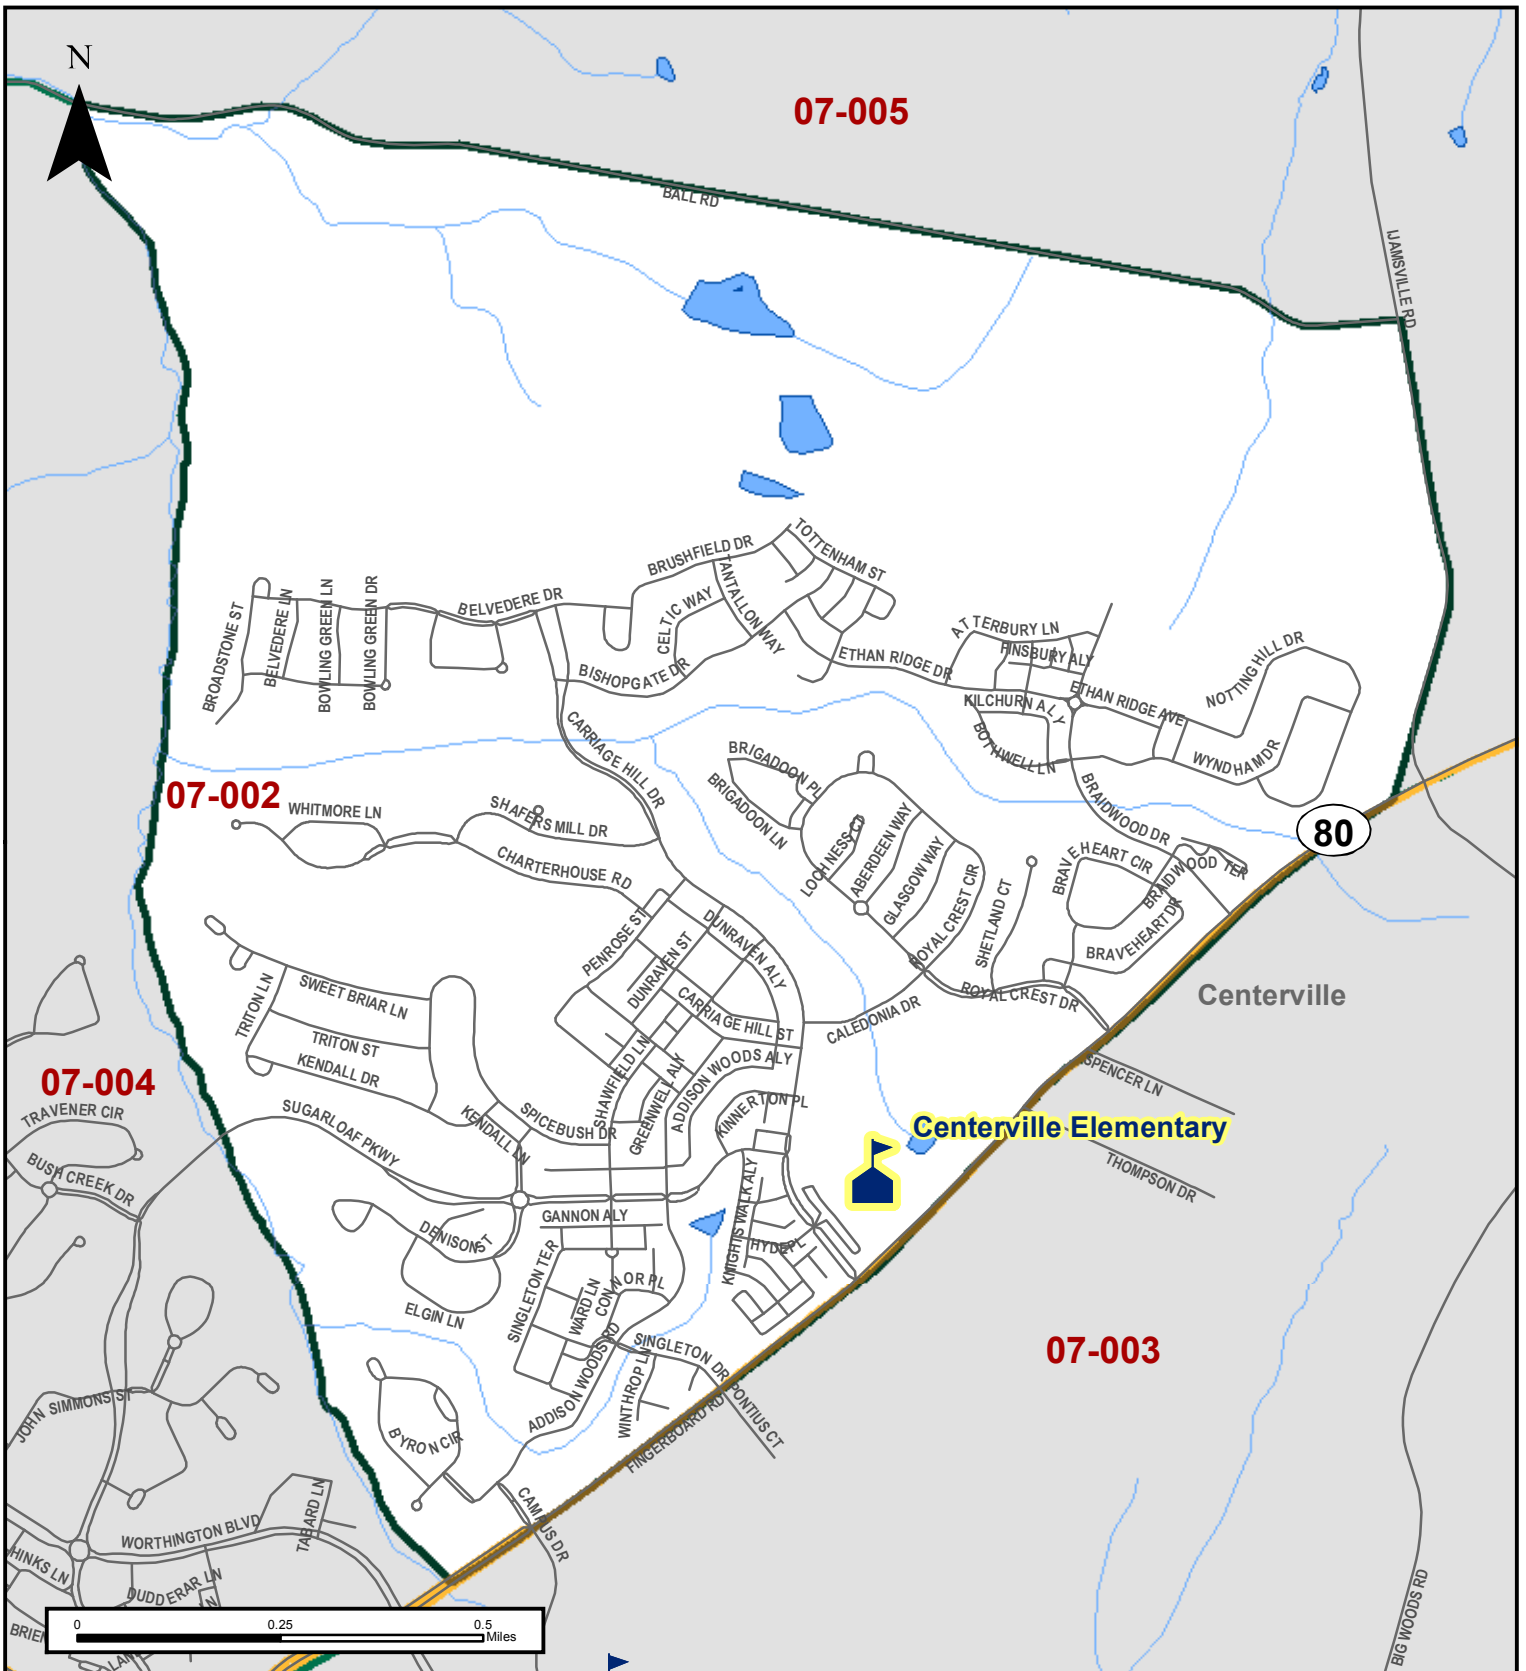 N
07-005
BALL RD
IJAMSVILLE RD
TOTTENHAM ST
BRUSHFIELD DR
TANTALLON WAY
CELTIC WAY
BELVEDERE DR
BROADSTONE ST
BELVEDERE LN
BOWLING GREEN LN
BOWLING GREEN DR
BISHOPGATE DR
ETHAN RIDGE DR
ATTERBURY LN
FINSBURY ALY
NOTTING HILL DR
KILCHURN ALY
ETHAN RIDGE AVE
BOTHWELL LN
WYNDHAM DR
CARRIAGE HILL DR
BRIGADOON PL
BRIGADOON LN
07-002
WHITMORE LN
SHAFERS MILL DR
CHARTERHOUSE RD
BRAIDWOOD DR
80
LOCH NESS CT
ABERDEEN WAY
GLASGOW WAY
ROYAL CREST CIR
SHETLAND CT
BRAVEHEART CIR
BRAIDWOOD TER
BRAVEHEART DR
PENROSE ST
DUNRAVEN ST
DUNRAVEN ALY
Centerville
TRITON LN
SWEET BRIAR LN
ROYAL CREST DR
CARRIAGE HILL ST
CALEDONIA DR
TRITON ST
KENDALL DR
SHAWFIELD LN
GREENWELL ALY
ADDISON WOODS ALY
07-004
SPENCER LN
TRAVENER CIR
SUGARLOAF PKWY
KENDALL LN
SPICEBUSH DR
KINNERTON PL
Centerville Elementary
BUSH CREEK DR
THOMPSON DR
DENISON ST
GANNON ALY
KNIGHTS WALK ALY
HYDE PL
ELGIN LN
SINGLETON TER
WARD LN
CONNOR PL
ADDISON WOODS RD
WINTHROP LN
SINGLETON DR
07-003
PONTIUS CT
FINGERBOARD RD
JOHN SIMMONS ST
BYRON CIR
CAMPUS DR
TABARD LN
WORTHINGTON BLVD
HINKS LN
DUDDERAR LN
LN
BRIEN
LAN
BIG WOODS RD
0 0.25 0.5
Miles